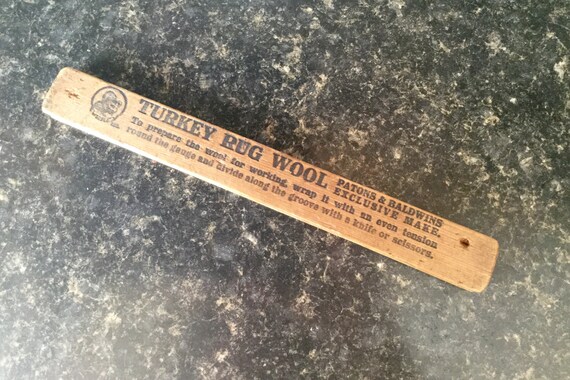 TURKEY RUG WOOL
PATONS & BALDWINS
EXCLUSIVE MAKE.
To prepare the wool for working, wrap it with an even tension
round the gauge and divide along the groove with a knife or scissors.